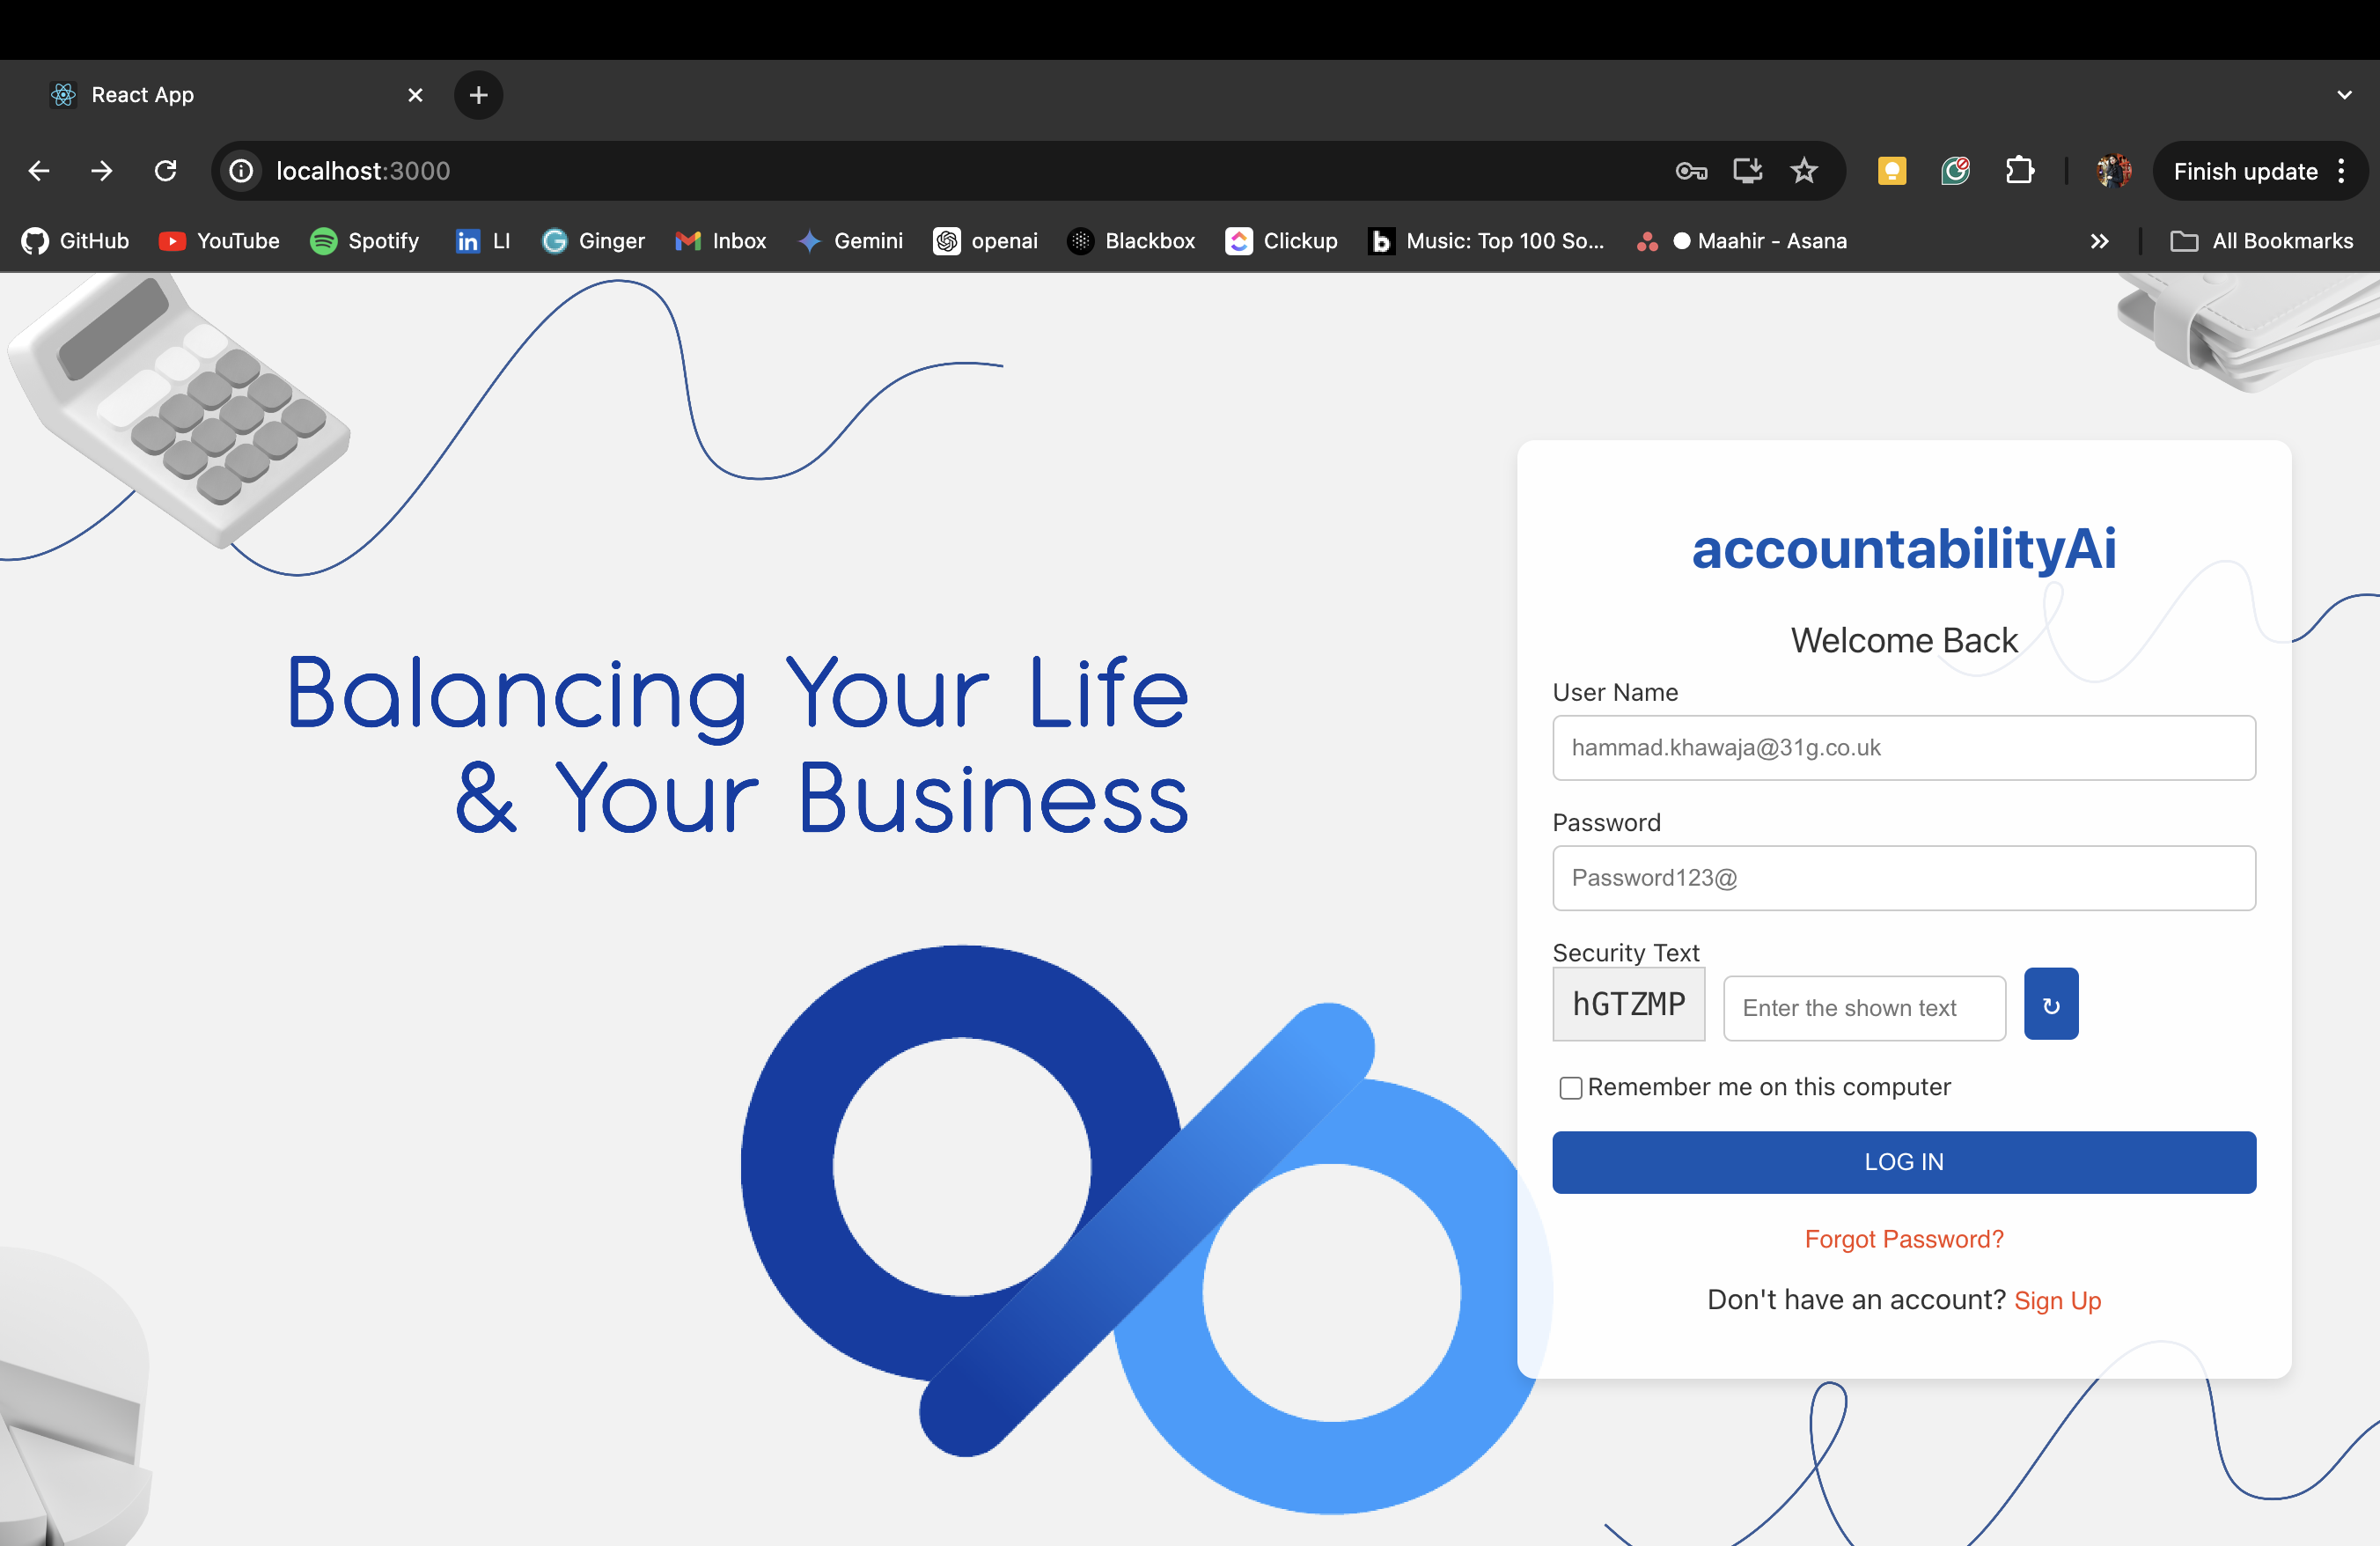 React App
localhost:3000
Finish update
GitHub YouTube Spotify LI Ginger Inbox Gemini openai Blackbox Clickup Music: Top 100 So... Maahir - Asana All Bookmarks
Balancing Your Life
& Your Business
accountabilityAi
Welcome Back
User Name
hammad.khawaja@31g.co.uk
Password
Password123@
Security Text
hGTZMP Enter the shown text
Remember me on this computer
LOG IN
Forgot Password?
Don't have an account? Sign Up